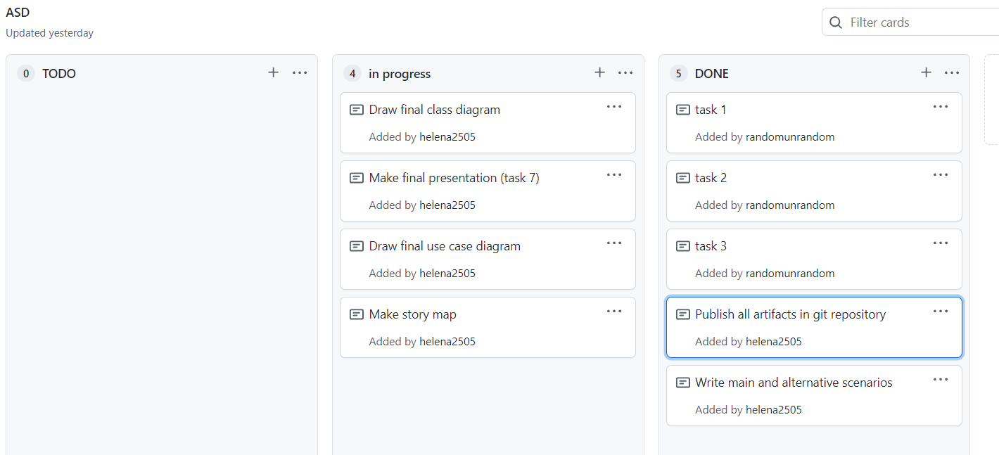 ASD
Updated yesterday
Filter cards
0 TODO
4 in progress
Draw final class diagram
Added by helena2505
Make final presentation (task 7)
Added by helena2505
Draw final use case diagram
Added by helena2505
Make story map
Added by helena2505
5 DONE
task 1
Added by randomunrandom
task 2
Added by randomunrandom
task 3
Added by randomunrandom
Publish all artifacts in git repository
Added by helena2505
Write main and alternative scenarios
Added by helena2505